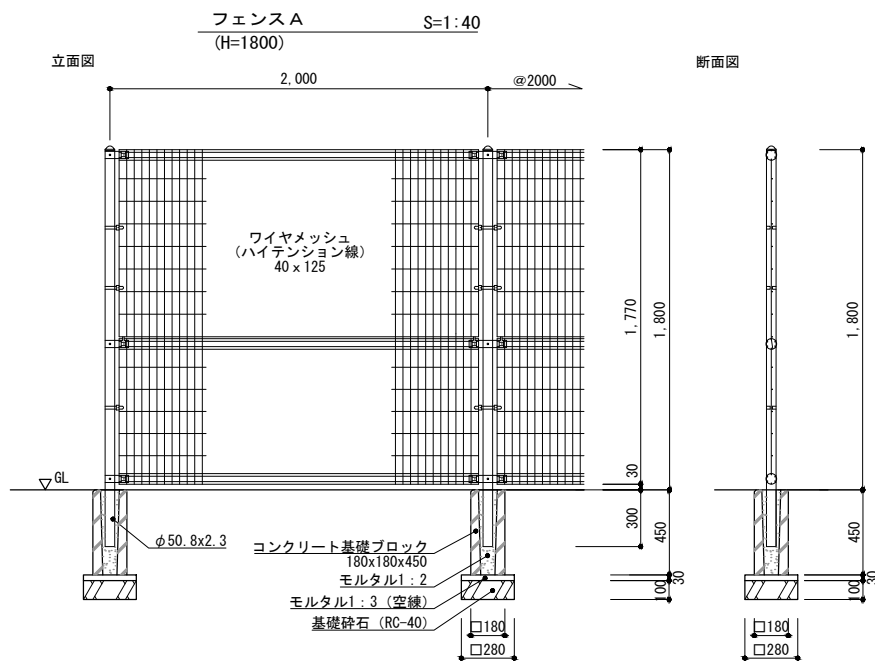 フェンスA S=1:40
(H=1800)
立面図
断面図
2,000
@2000
ワイヤメッシュ
(ハイテンション線)
40 x 125
1,770
1,800
1,800
30
GL
300
450
450
φ50.8x2.3
コンクリート基礎ブロック
180x180x450
モルタル1:2
モルタル1:3 (空練)
基礎砕石 (RC-40)
30
100
30
100
□180
□280
□180
□280